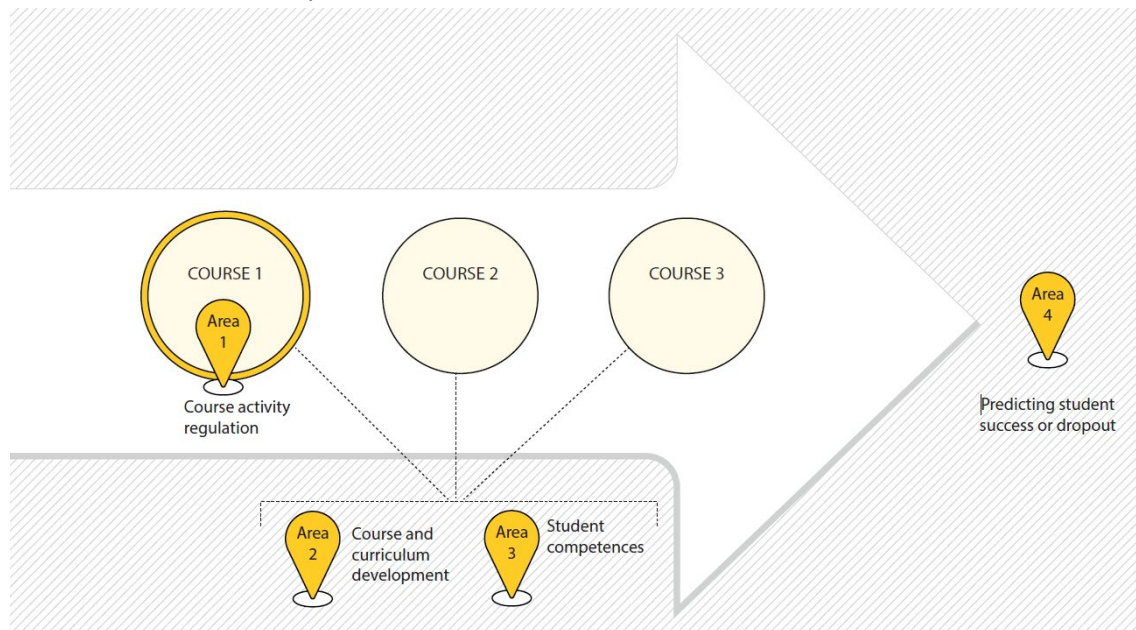 COURSE 1
COURSE 2
COURSE 3
Area
1
Course activity
regulation
Area
4
Predicting student
success or dropout
Area
2
Course and
curriculum
development
Area
3
Student
competences